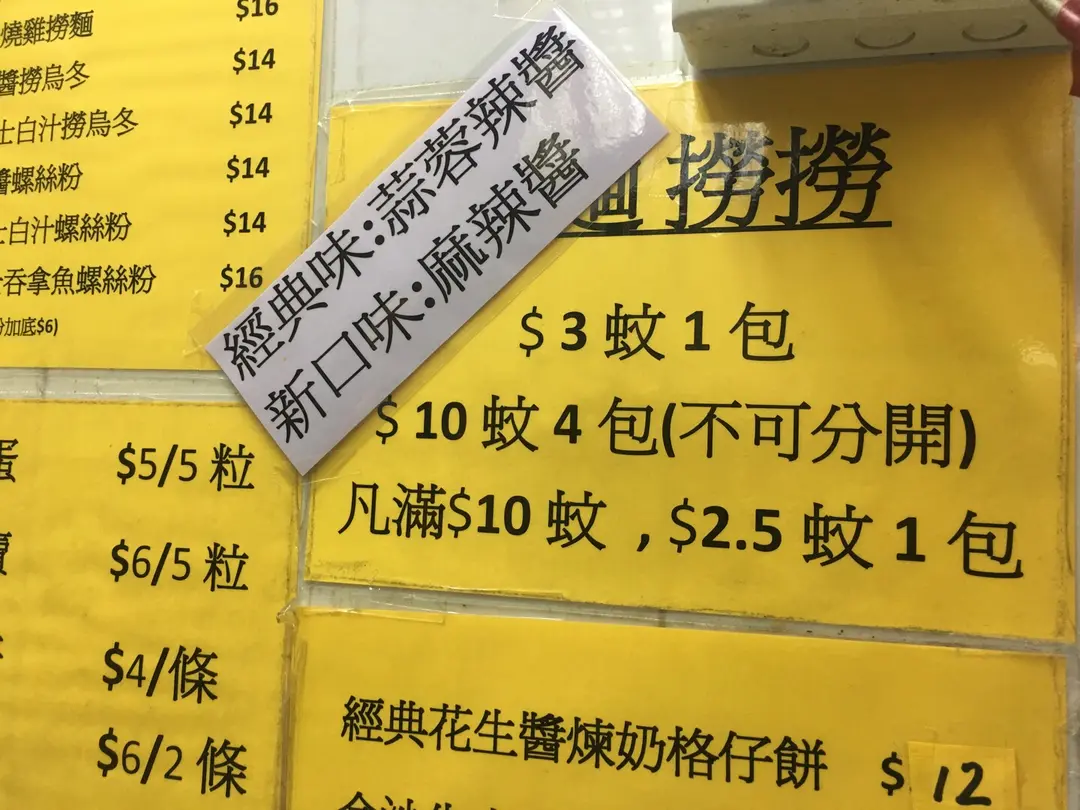 燒雞撈麵 $16
醬撈烏冬 $14
士白汁撈烏冬 $14
醬螺絲粉 $14
士白汁螺絲粉 $14
吞拿魚螺絲粉 $16
加底$6)
經典味:蒜蓉辣醬
新口味:麻辣醬
麵 撈撈
$ 3 蚊 1 包
$ 10 蚊 4 包(不可分開)
凡滿$10 蚊 , $2.5 蚊 1 包
蛋 $5/5 粒
$6/5 粒
$4/條
$6/2 條
經典花生醬煉奶格仔餅 $ 12